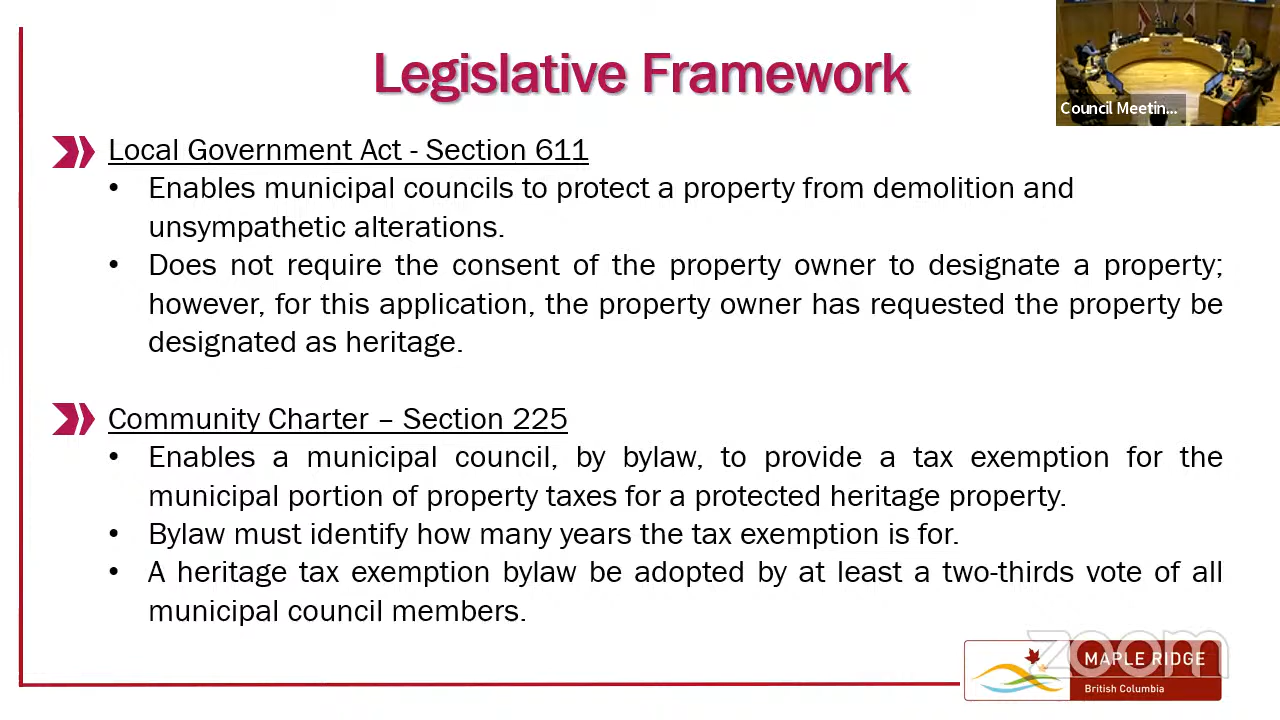 Legislative Framework
Council Meetin...
Local Government Act - Section 611
• Enables municipal councils to protect a property from demolition and
unsympathetic alterations.
• Does not require the consent of the property owner to designate a property;
however, for this application, the property owner has requested the property be
designated as heritage.
Community Charter – Section 225
• Enables a municipal council, by bylaw, to provide a tax exemption for the
municipal portion of property taxes for a protected heritage property.
• Bylaw must identify how many years the tax exemption is for.
• A heritage tax exemption bylaw be adopted by at least a two-thirds vote of all
municipal council members.
zoom
MAPLE RIDGE
British Columbia